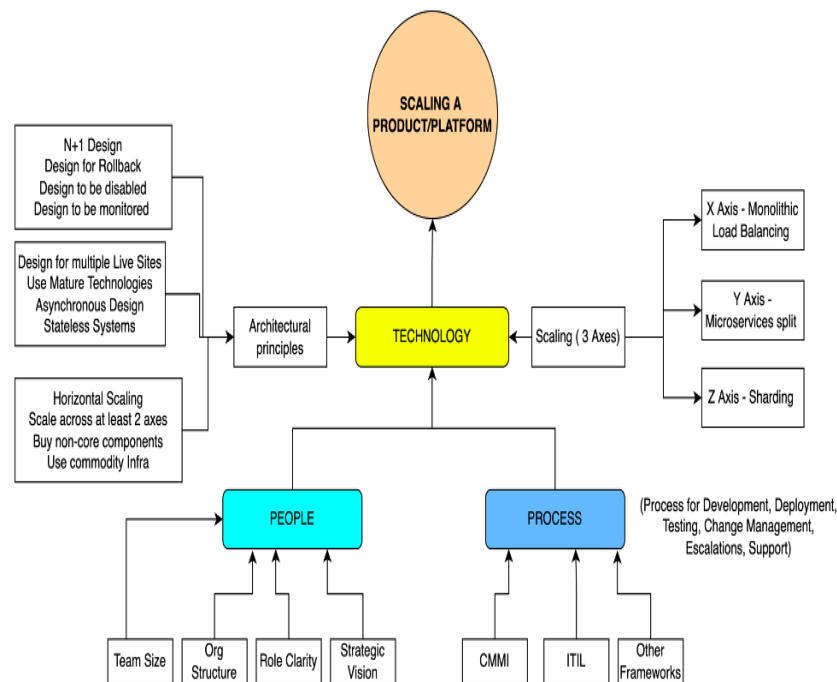 SCALING A
PRODUCT/PLATFORM
N+1 Design
Design for Rollback
Design to be disabled
Design to be monitored
Design for multiple Live Sites
Use Mature Technologies
Asynchronous Design
Stateless Systems
Horizontal Scaling
Scale across at least 2 axes
Buy non-core components
Use commodity Infra
Architectural
principles
TECHNOLOGY
Scaling ( 3 Axes)
X Axis - Monolithic
Load Balancing
Y Axis -
Microservices split
Z Axis - Sharding
PEOPLE
PROCESS
(Process for Development, Deployment,
Testing, Change Management,
Escalations, Support)
Team Size
Org
Structure
Role Clarity
Strategic
Vision
CMMI
ITIL
Other
Frameworks